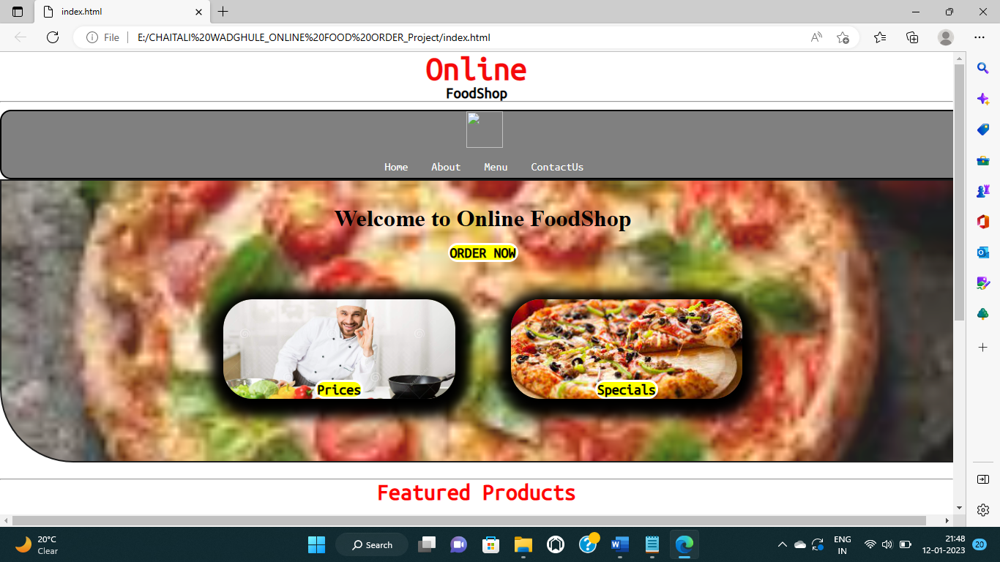 index.html
File
E:/CHAITALI%20WADGHULE_ONLINE%20FOOD%20ORDER_Project/index.html
Online
FoodShop
Home About Menu ContactUs
Welcome to Online FoodShop
ORDER NOW
Prices Specials
Featured Products
20°C
Clear
Search
ENG
IN
21:48
12-01-2023
20